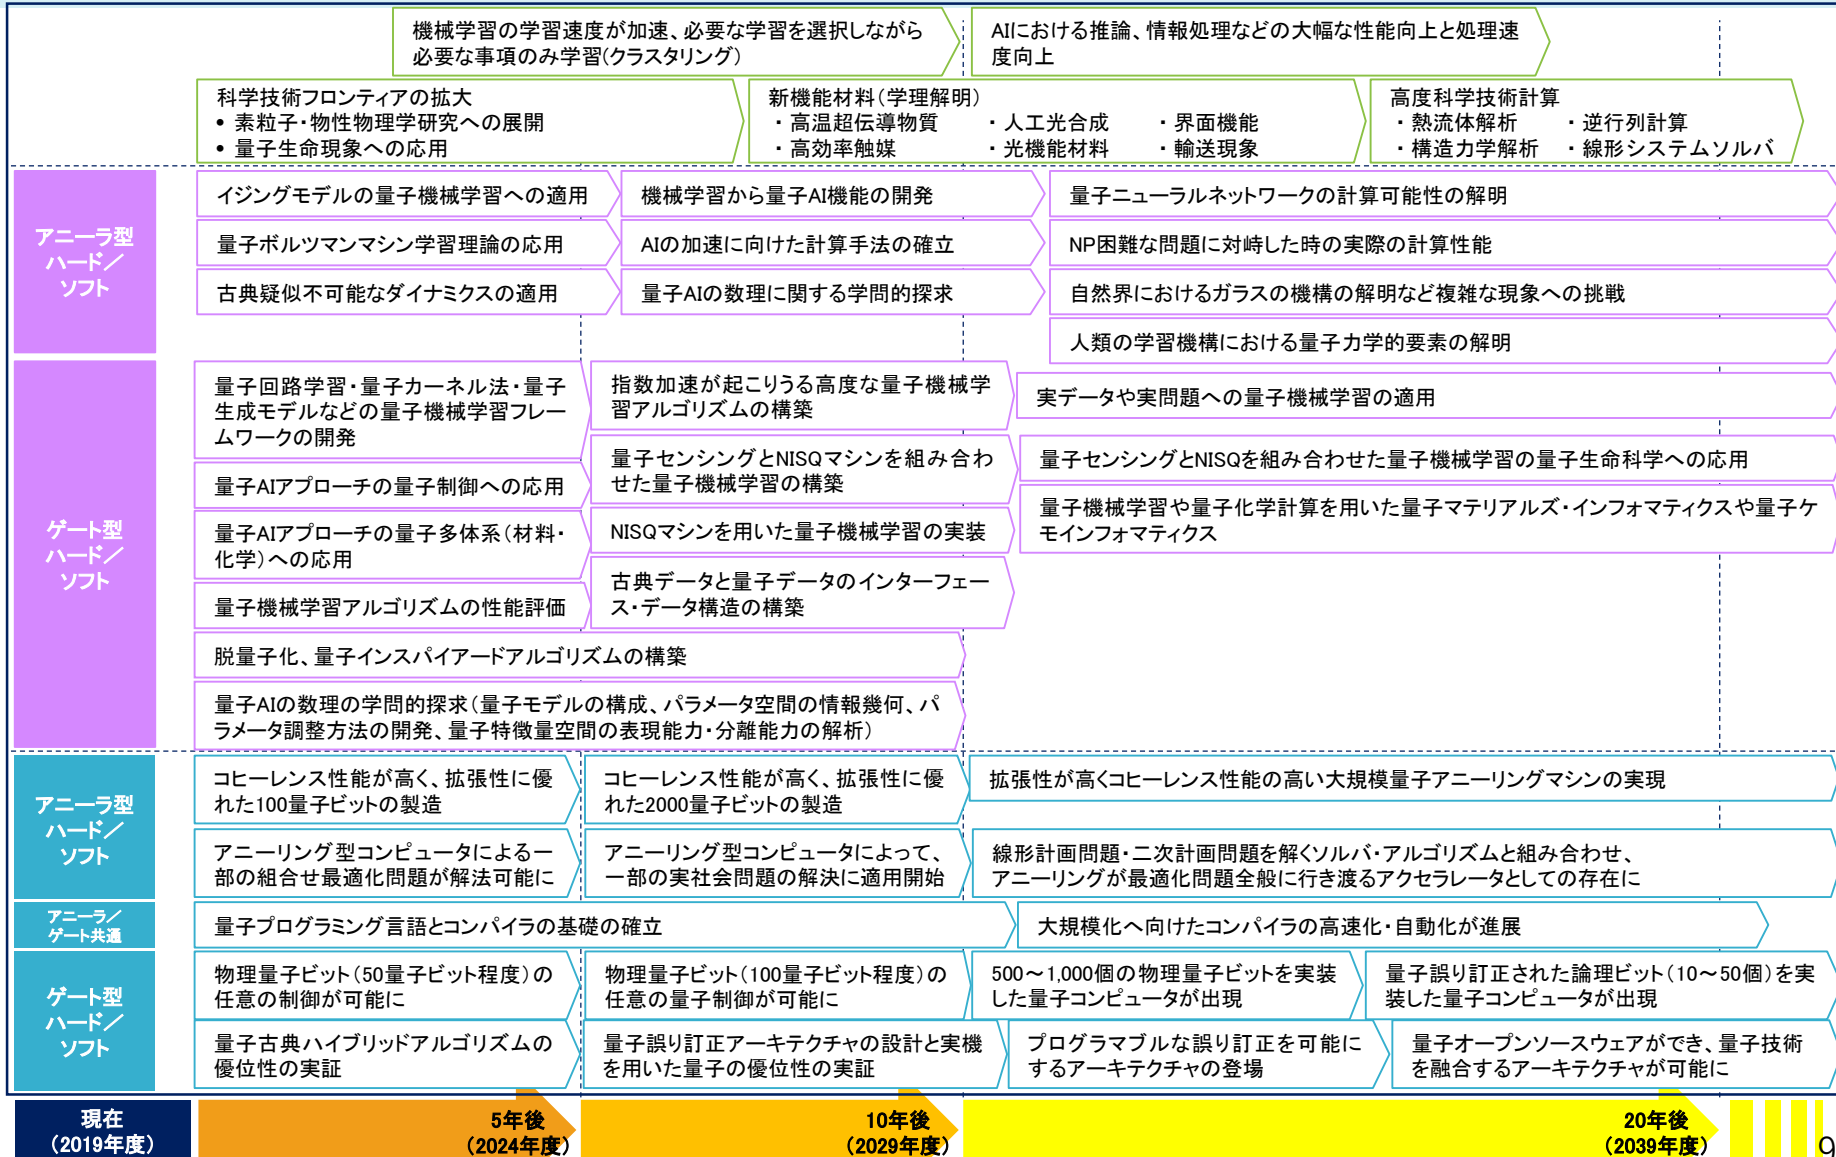 機械学習の学習速度が加速、必要な学習を選択しながら
必要な事項のみ学習(クラスタリング)
AIにおける推論、情報処理などの大幅な性能向上と処理速
度向上
科学技術フロンティアの拡大
• 素粒子・物性物理学研究への展開
• 量子生命現象への応用
新機能材料(学理解明)
・高温超伝導物質 ・人工光合成 ・界面機能
・高効率触媒 ・光機能材料 ・輸送現象
高度科学技術計算
・熱流体解析 ・逆行列計算
・構造力学解析 ・線形システムソルバ
アニーラ型
ハード／
ソフト
イジングモデルの量子機械学習への適用
機械学習から量子AI機能の開発
量子ニューラルネットワークの計算可能性の解明
量子ボルツマンマシン学習理論の応用
AIの加速に向けた計算手法の確立
NP困難な問題に対峙した時の実際の計算性能
古典疑似不可能なダイナミクスの適用
量子AIの数理に関する学問的探求
自然界におけるガラスの機構の解明など複雑な現象への挑戦
人類の学習機構における量子力学的要素の解明
ゲート型
ハード／
ソフト
量子回路学習・量子カーネル法・量子
生成モデルなどの量子機械学習フレー
ムワークの開発
指数加速が起こりうる高度な量子機械学
習アルゴリズムの構築
実データや実問題への量子機械学習の適用
量子AIアプローチの量子制御への応用
量子センシングとNISQマシンを組み合わ
せた量子機械学習の構築
量子センシングとNISQを組み合わせた量子機械学習の量子生命科学への応用
量子AIアプローチの量子多体系(材料・
化学)への応用
NISQマシンを用いた量子機械学習の実装
量子機械学習や量子化学計算を用いた量子マテリアルズ・インフォマティクスや量子ケ
モインフォマティクス
量子機械学習アルゴリズムの性能評価
古典データと量子データのインターフェー
ス・データ構造の構築
脱量子化、量子インスパイアードアルゴリズムの構築
量子AIの数理の学問的探求(量子モデルの構成、パラメータ空間の情報幾何、パ
ラメータ調整方法の開発、量子特徴量空間の表現能力・分離能力の解析)
アニーラ型
ハード／
ソフト
コヒーレンス性能が高く、拡張性に優
れた100量子ビットの製造
コヒーレンス性能が高く、拡張性に優
れた2000量子ビットの製造
拡張性が高くコヒーレンス性能の高い大規模量子アニーリングマシンの実現
アニーリング型コンピュータによる一
部の組合せ最適化問題が解法可能に
アニーリング型コンピュータによって、
一部の実社会問題の解決に適用開始
線形計画問題・二次計画問題を解くソルバ・アルゴリズムと組み合わせ、
アニーリングが最適化問題全般に行き渡るアクセラレータとしての存在に
アニーラ／
ゲート共通
量子プログラミング言語とコンパイラの基礎の確立
大規模化へ向けたコンパイラの高速化・自動化が進展
ゲート型
ハード／
ソフト
物理量子ビット(50量子ビット程度)の
任意の制御が可能に
物理量子ビット(100量子ビット程度)の
任意の量子制御が可能に
500～1,000個の物理量子ビットを実装
した量子コンピュータが出現
量子誤り訂正された論理ビット(10～50個)を実
装した量子コンピュータが出現
量子古典ハイブリッドアルゴリズムの
優位性の実証
量子誤り訂正アーキテクチャの設計と実機
を用いた量子の優位性の実証
プログラマブルな誤り訂正を可能に
するアーキテクチャの登場
量子オープンソースウェアができ、量子技術
を融合するアーキテクチャが可能に
現在
(2019年度)
5年後
(2024年度)
10年後
(2029年度)
20年後
(2039年度)
9